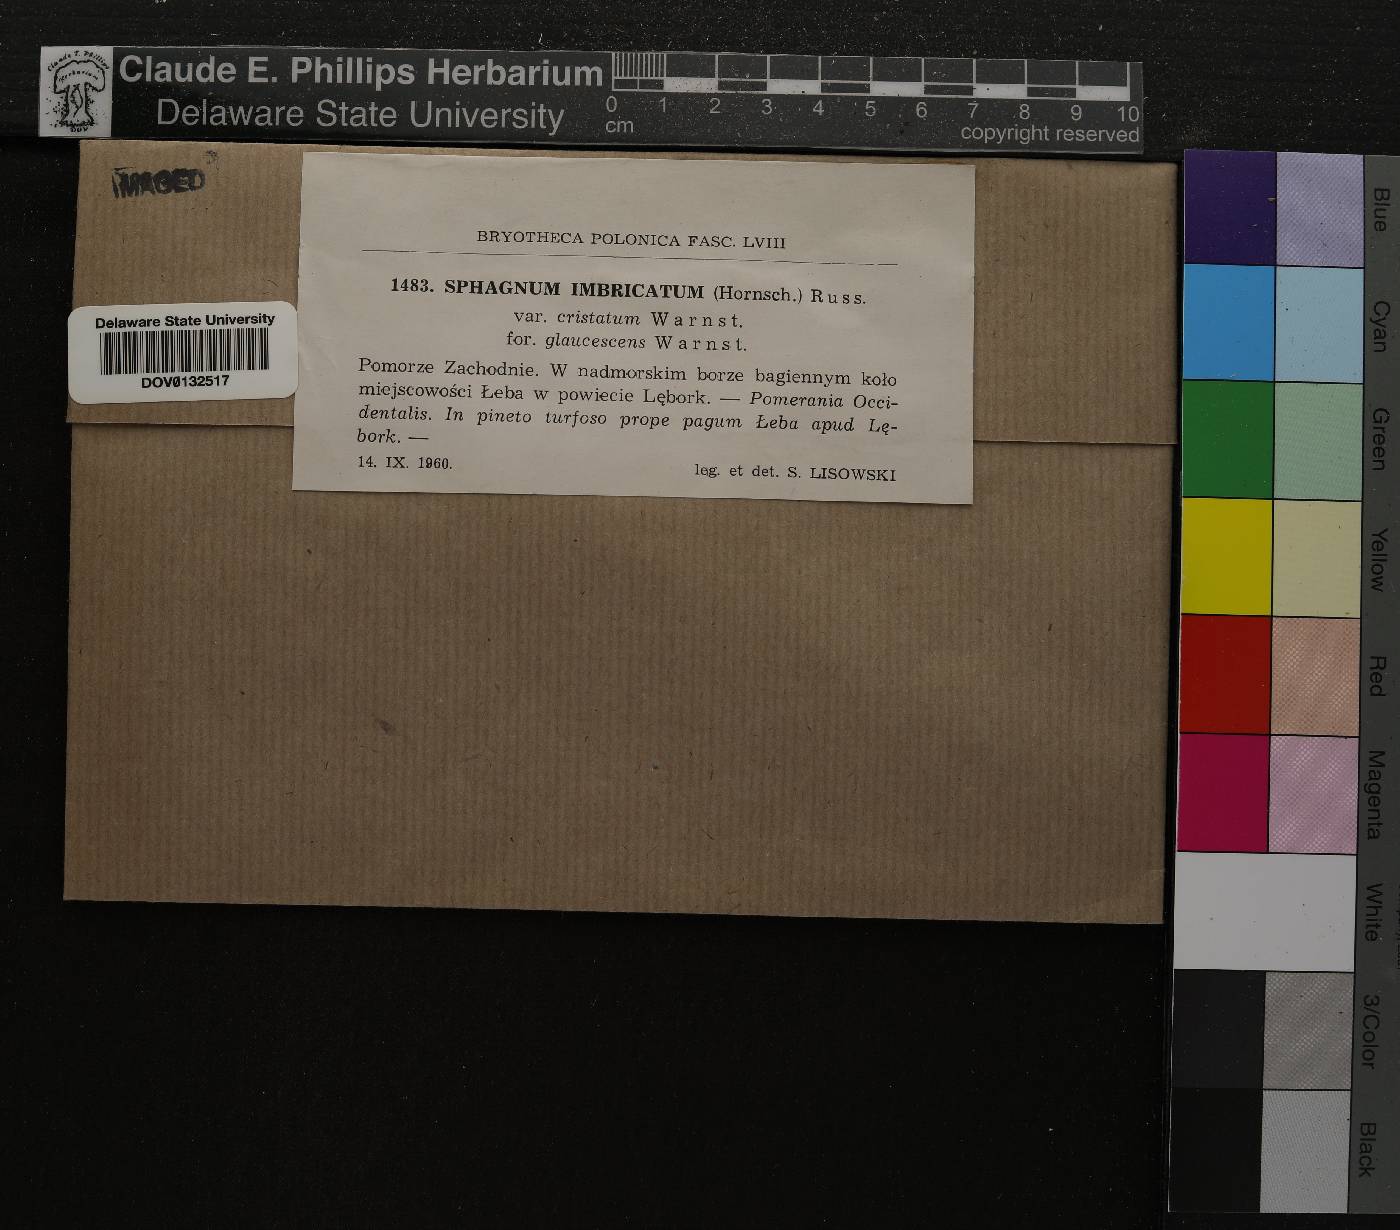 Claude E. Phillips Herbarium
Delaware State University
0 1 2 3 4 5 6 7 8 9 10
cm
copyright reserved
IMAGED
BRYOTHECA POLONICA FASC. LVIII
1483. SPHAGNUM IMBRICATUM (Hornsch.) Russ.
var. cristatum Warnst.
for. glaucescens Warnst.
Pomorze Zachodnie. W nadmorskim borze bagiennym koło
miejscowości Łeba w powiecie Lębork. — Pomerania Occi-
dentalis. In pineto turfoso prope pagum Łeba apud Lę-
bork. —
14. IX. 1960. leg. et det. S. LISOWSKI
Delaware State University
DOV0132517
Blue
Cyan
Green
Yellow
Red
Magenta
White
3/Color
Black